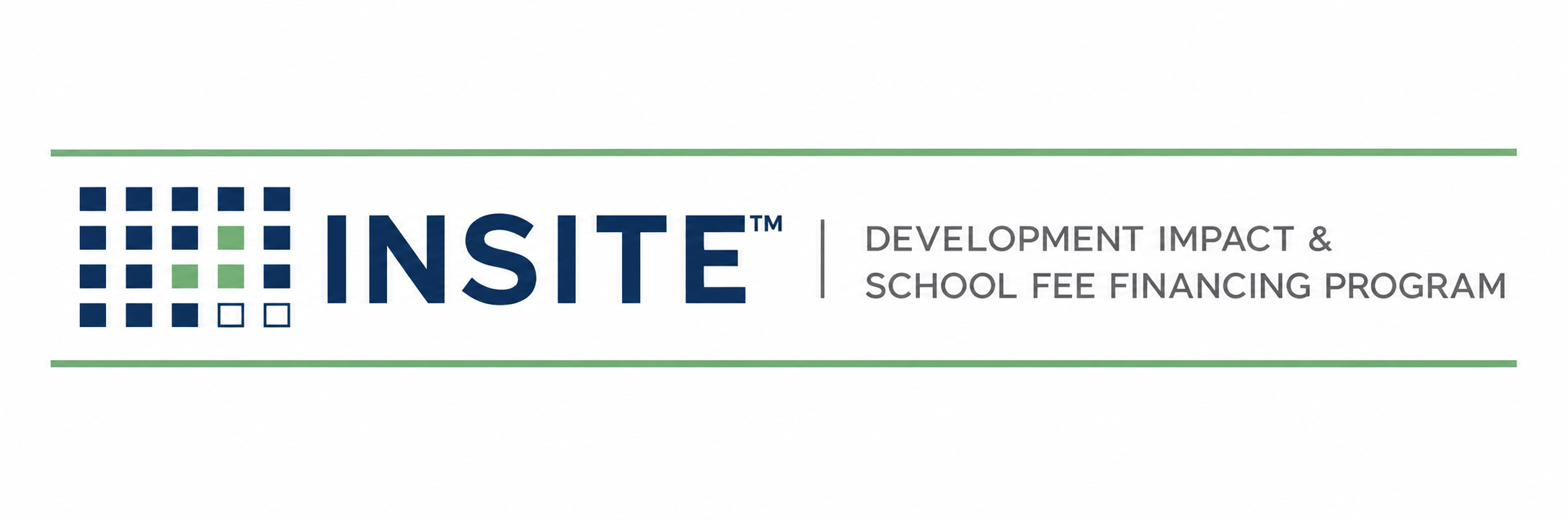 INSITE™
DEVELOPMENT IMPACT &
SCHOOL FEE FINANCING PROGRAM